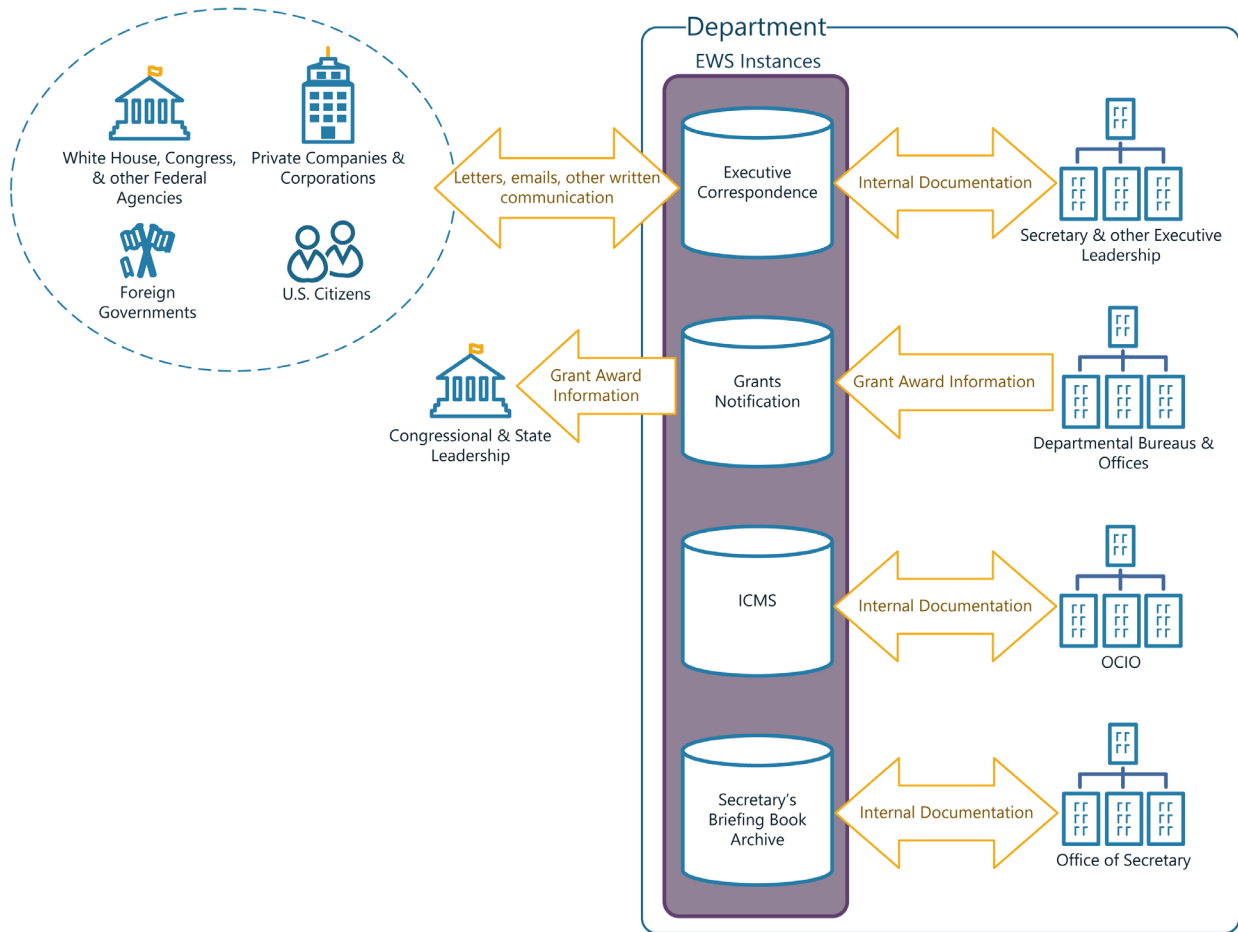 Department
EWS Instances
White House, Congress,
& other Federal
Agencies
Private Companies &
Corporations
Foreign
Governments
U.S. Citizens
Letters, emails, other written
communication
Executive
Correspondence
Internal Documentation
Secretary & other Executive
Leadership
Congressional & State
Leadership
Grant Award
Information
Grants
Notification
Grant Award Information
Departmental Bureaus &
Offices
ICMS
Internal Documentation
OCIO
Secretary's
Briefing Book
Archive
Internal Documentation
Office of Secretary